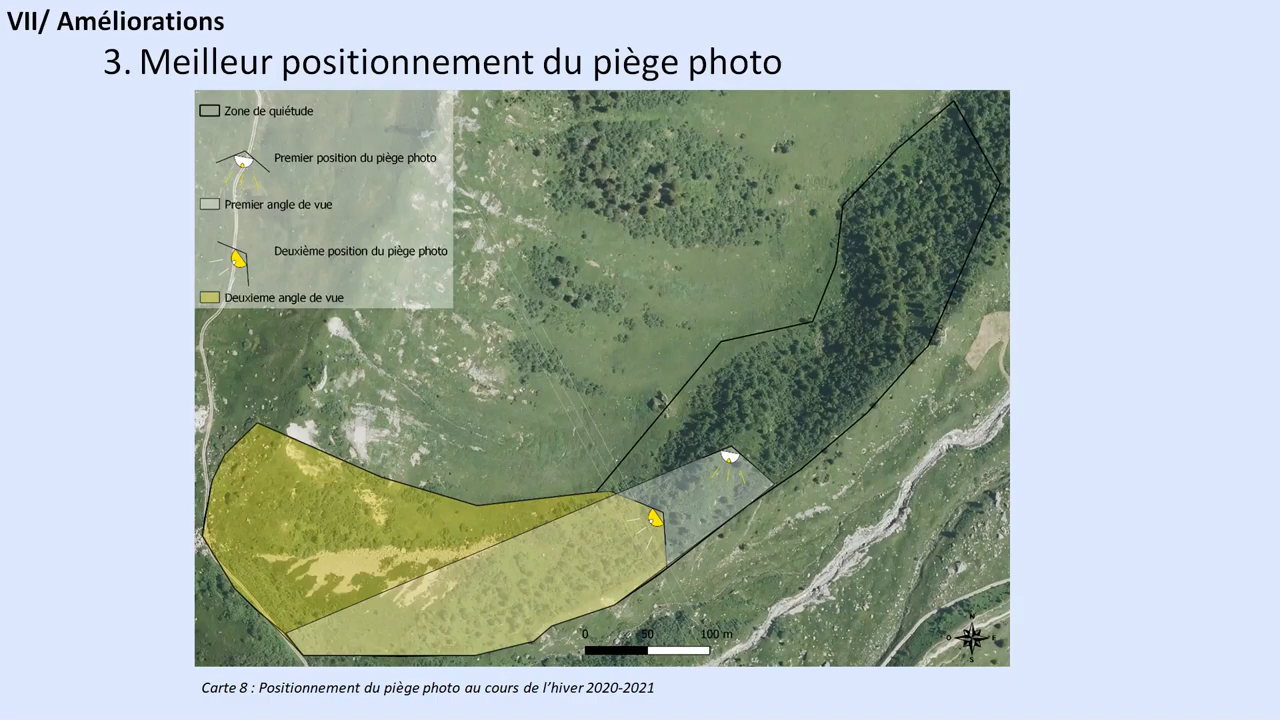 VII/ Améliorations
3. Meilleur positionnement du piège photo
Zone de quiétude
Premier position du piège photo
Premier angle de vue
Deuxième position du piège photo
Deuxieme angle de vue
0 50 100 m
N
O E
S
Carte 8 : Positionnement du piège photo au cours de l'hiver 2020-2021